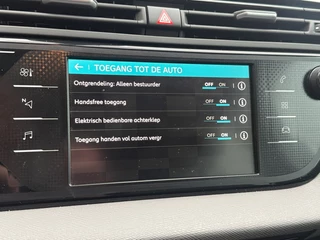 TOEGANG TOT DE AUTO
Ontgrendeling: Alleen bestuurder OFF ON
Handsfree toegang OFF ON
Elektrisch bedienbare achterklep OFF ON
Toegang handen vol autom vergr OFF ON
N